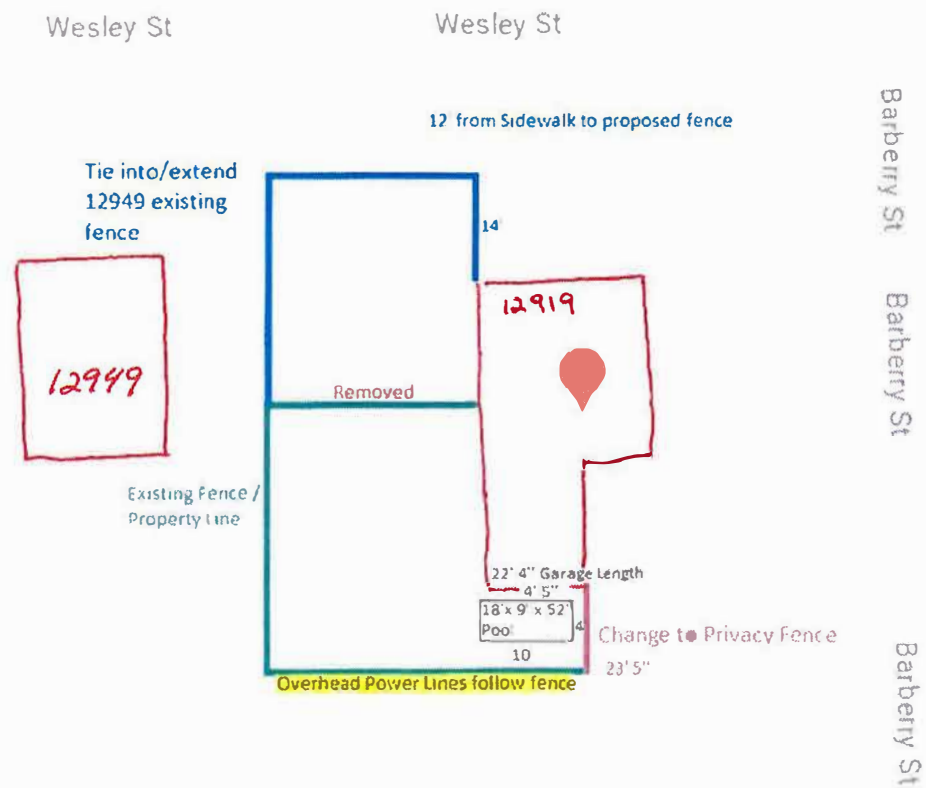 Wesley St
Wesley St
Barberry St
12' from Sidewalk to proposed fence
Tie into/extend
12949 existing
fence
14'
12919
12949
Barberry St
Removed
Existing Fence /
Property Line
22' 4" Garage Length
4' 5"
18'x 9' x 52'
Pool
4'
Change to Privacy Fence
10
23'5"
Overhead Power Lines follow fence
Barberry St